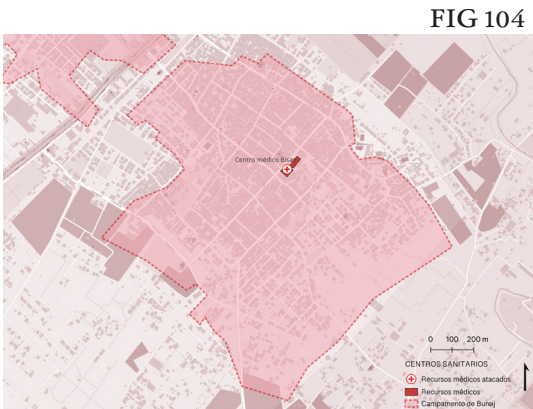 FIG 104
Centro médico Bisan
0 100 200 m
CENTROS SANITARIOS
Recursos médicos atacados
Recursos médicos
Campamento de Bureij